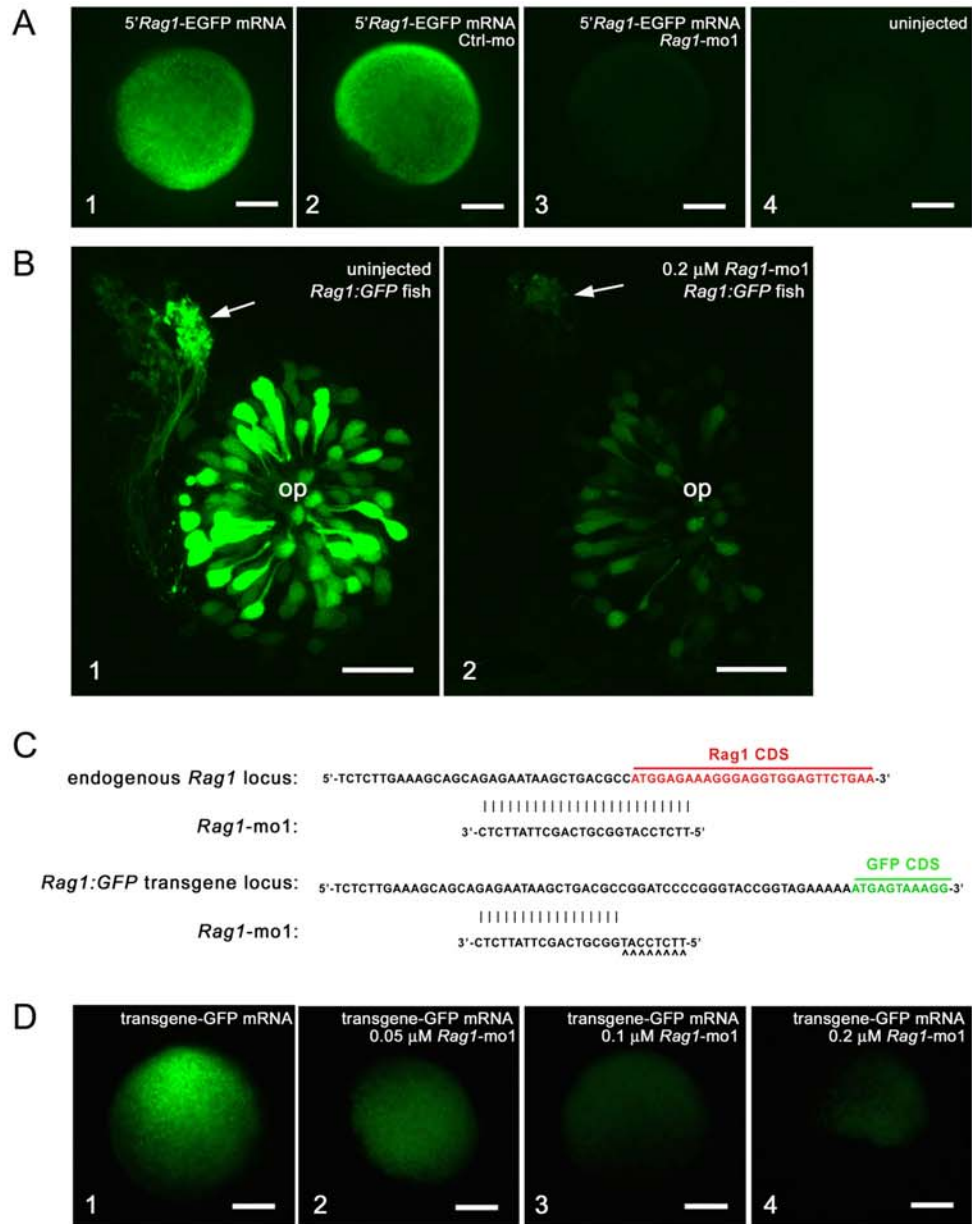 A
5'Rag1-EGFP mRNA
1
5'Rag1-EGFP mRNA
Ctrl-mo
2
5'Rag1-EGFP mRNA
Rag1-mo1
3
uninjected
4
B
uninjected
Rag1:GFP fish
op
1
0.2 µM Rag1-mo1
Rag1:GFP fish
op
2
C
Rag1 CDS
endogenous Rag1 locus: 5'-TCTCTTGAAAGCAGCAGAGAATAAGCTGACGCCATGGAGAAAGGGAGGTGGAGTTCTGAA-3'
Rag1-mo1: 3'-CTCTTATTCGACTGCGGTACCTCTT-5'
GFP CDS
Rag1:GFP transgene locus: 5'-TCTCTTGAAAGCAGCAGAGAATAAGCTGACGCCGGATCCCCGGGTACCGGTAGAAAAAATGAGTAAAGG-3'
Rag1-mo1: 3'-CTCTTATTCGACTGCGGTACCTCTT-5'
^^^^^^^^
D
transgene-GFP mRNA
1
transgene-GFP mRNA
0.05 µM Rag1-mo1
2
transgene-GFP mRNA
0.1 µM Rag1-mo1
3
transgene-GFP mRNA
0.2 µM Rag1-mo1
4